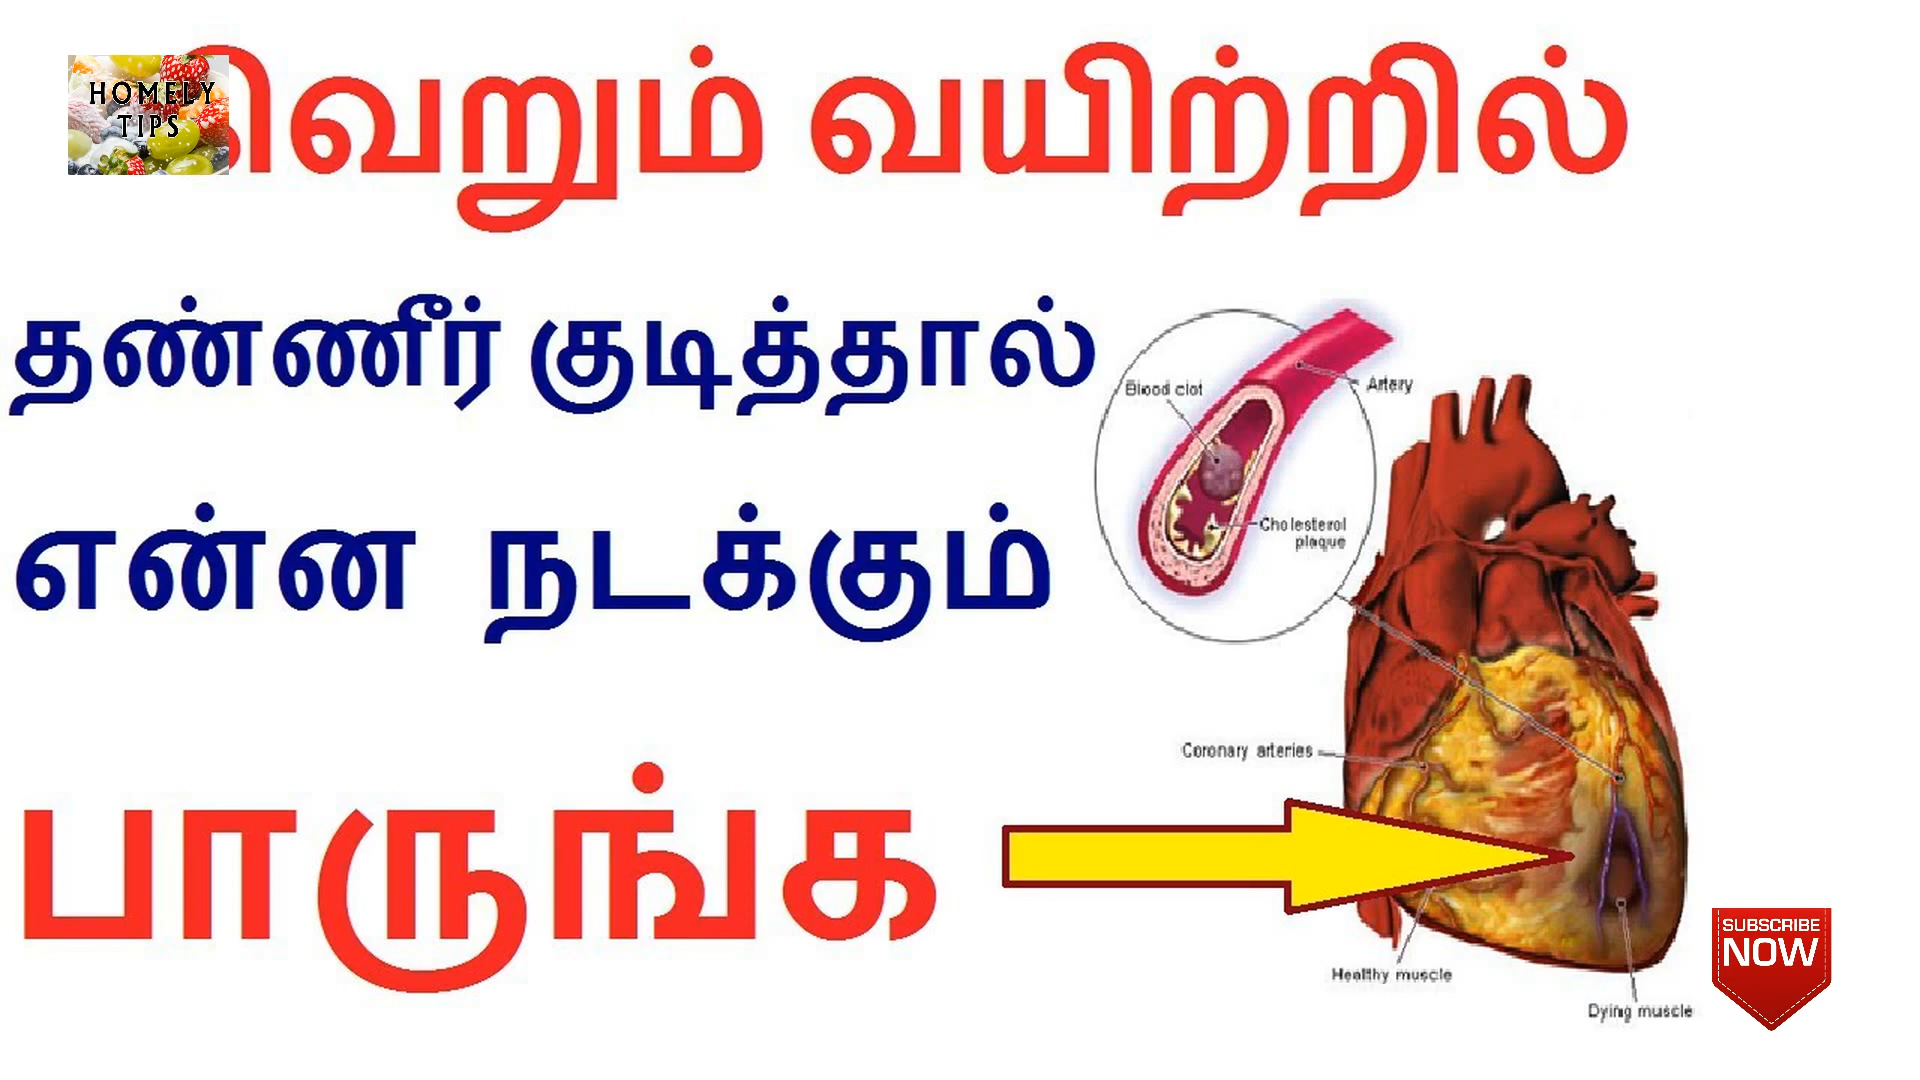 HOMELY
TIPS
வெறும் வயிற்றில்
தண்ணீர் குடித்தால்
என்ன நடக்கும்
பாருங்க
Blood clot
Artery
Cholesterol
plaque
Coronary arteries
Healthy muscle
Dying muscle
SUBSCRIBE
NOW